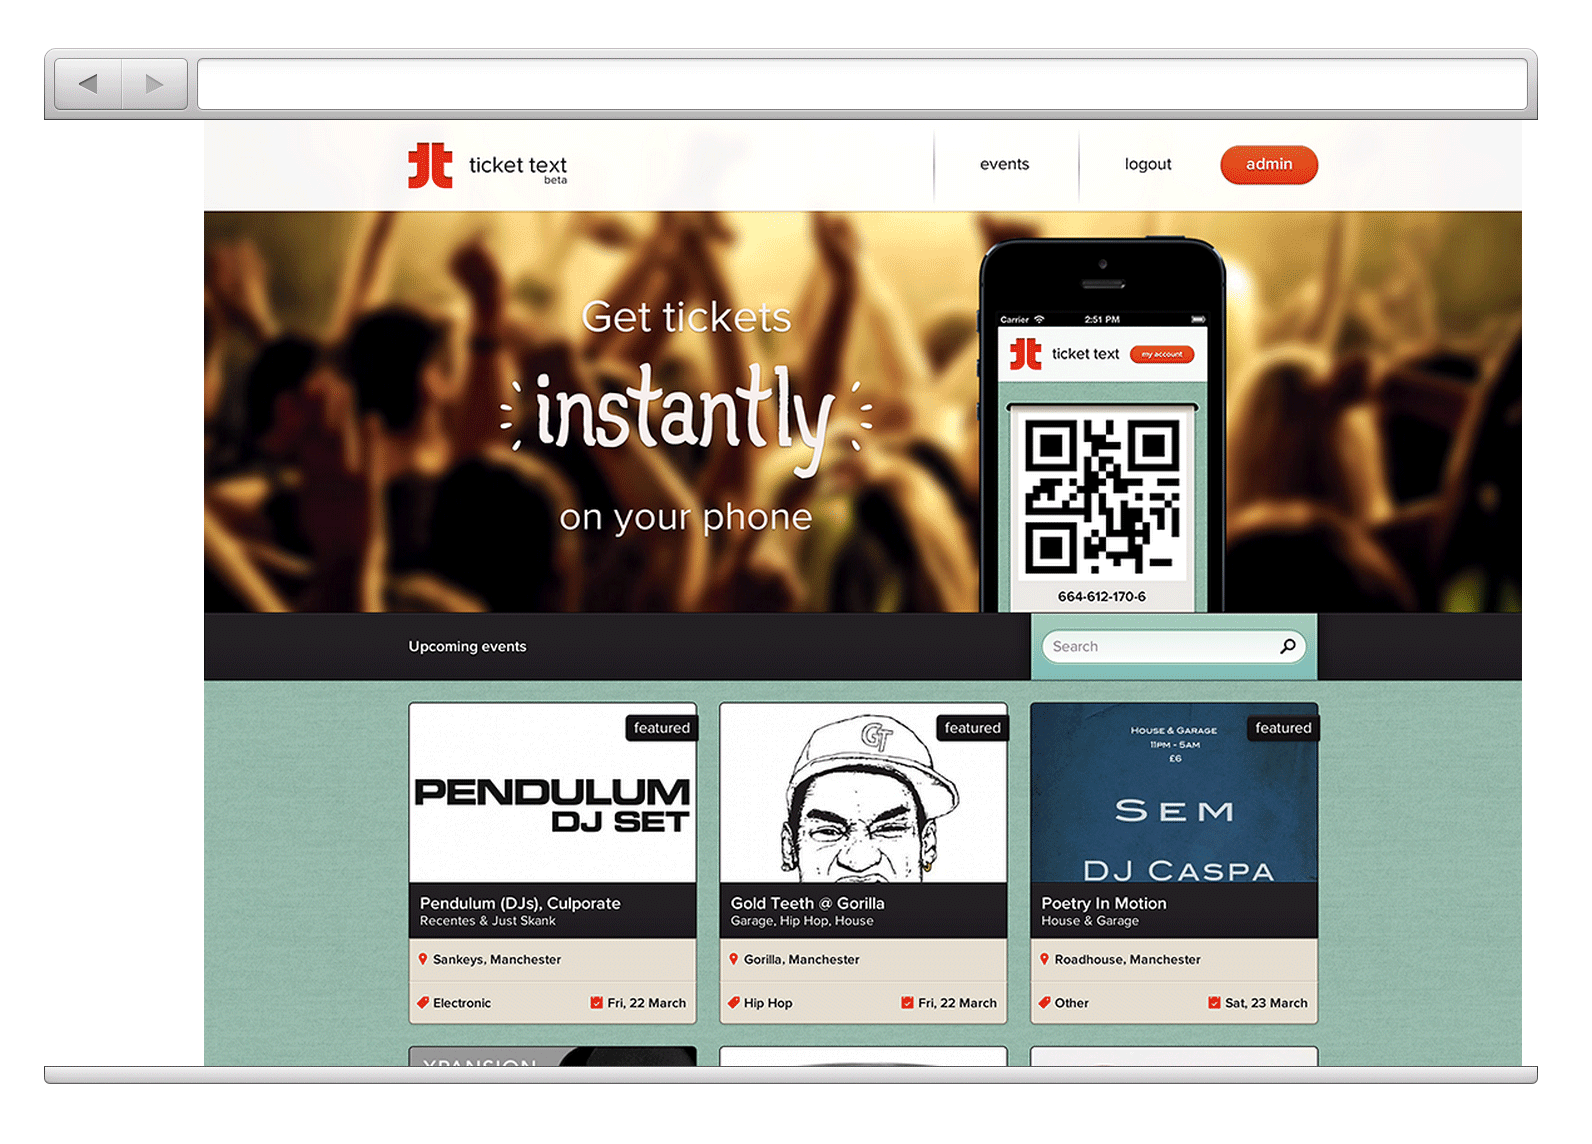 ticket text
beta
events
logout
admin
Get tickets
instantly
on your phone
Carrier
2:51 PM
ticket text
my account
664-612-170-6
Upcoming events
Search
featured
PENDULUM
DJ SET
Pendulum (DJs), Culporate
Recentes & Just Skank
Sankeys, Manchester
Electronic
Fri, 22 March
featured
GT
Gold Teeth @ Gorilla
Garage, Hip Hop, House
Gorilla, Manchester
Hip Hop
Fri, 22 March
featured
House & Garage
11pm - 5am
£6
Sem
DJ Caspa
Poetry In Motion
House & Garage
Roadhouse, Manchester
Other
Sat, 23 March
XPANSION